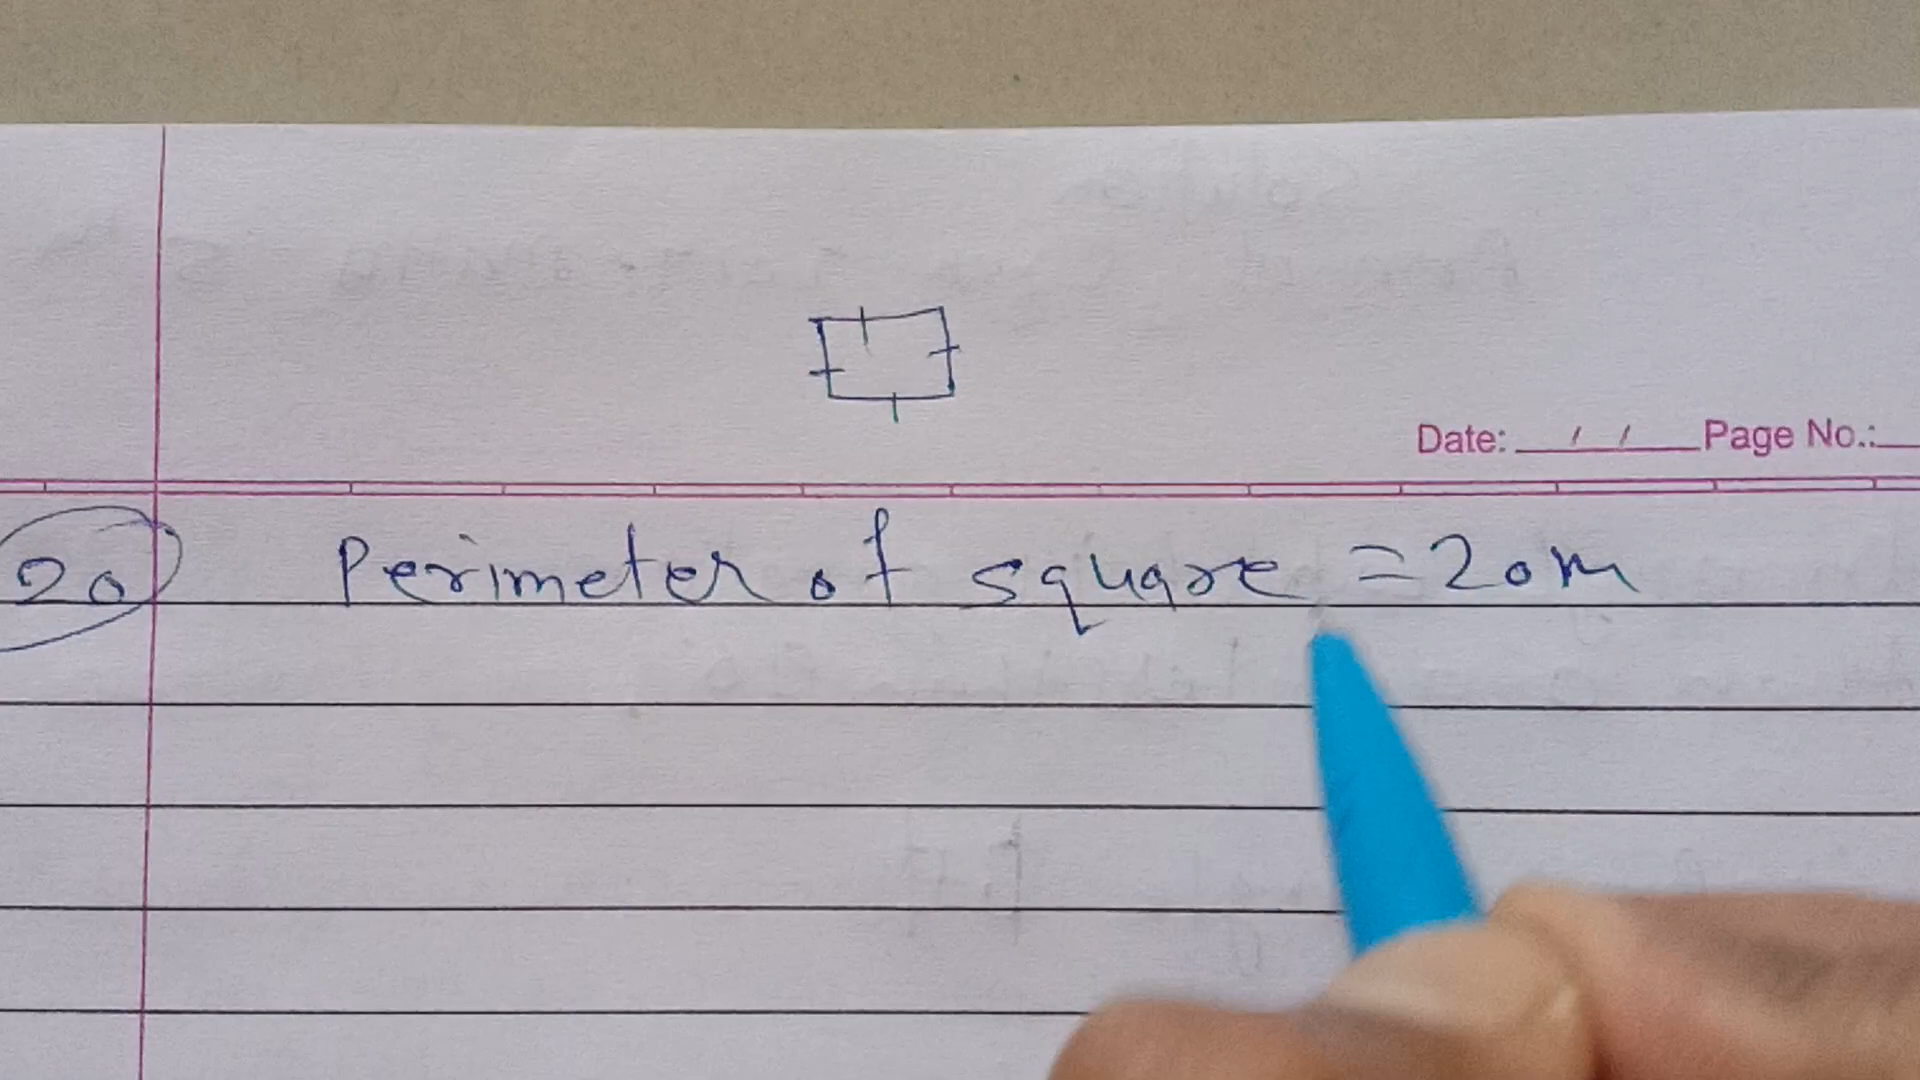 Date: / / Page No.:
20 Perimeter of square = 20m